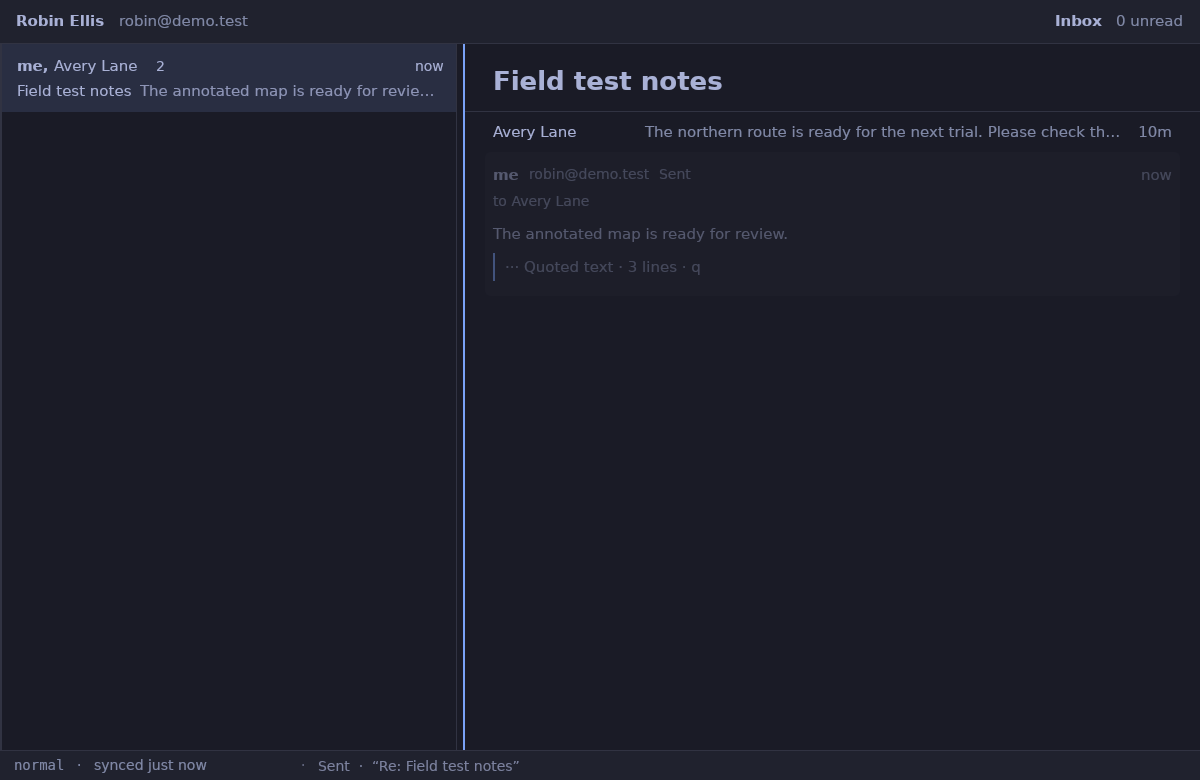 Robin Ellis robin@demo.test Inbox 0 unread
me, Avery Lane 2 now
Field test notes The annotated map is ready for revie…
Field test notes
Avery Lane The northern route is ready for the next trial. Please check th… 10m
me robin@demo.test Sent now
to Avery Lane
The annotated map is ready for review.
··· Quoted text · 3 lines · q
normal · synced just now · Sent · “Re: Field test notes”